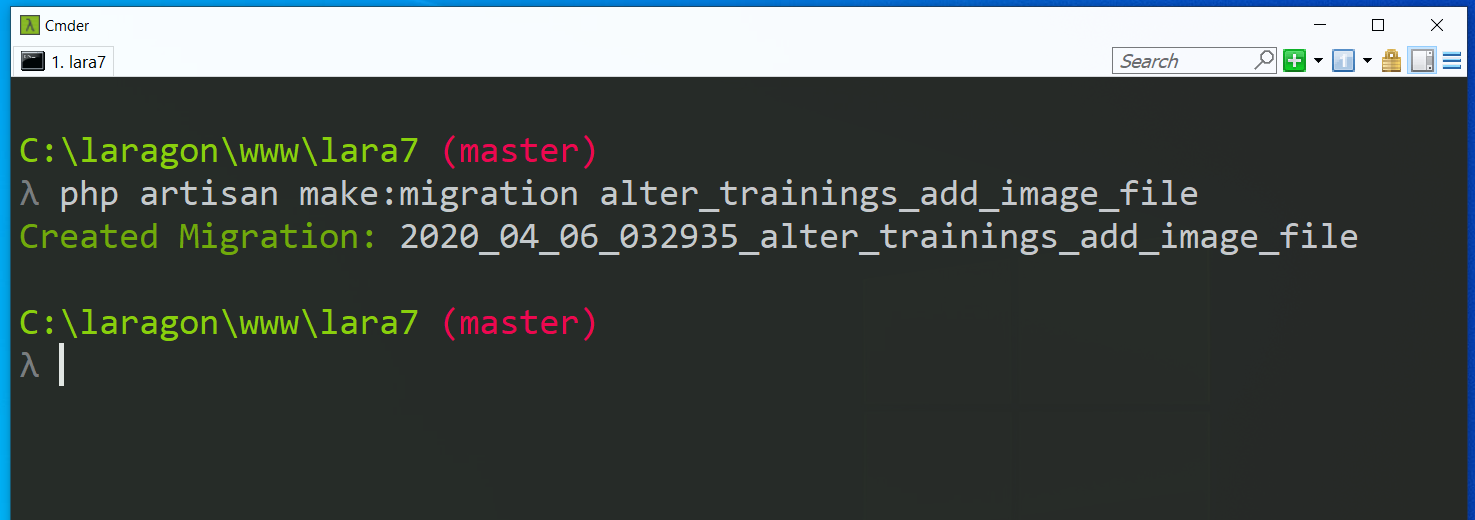 Cmder
1. lara7
Search
C:\laragon\www\lara7 (master)
λ php artisan make:migration alter_trainings_add_image_file
Created Migration: 2020_04_06_032935_alter_trainings_add_image_file
C:\laragon\www\lara7 (master)
λ